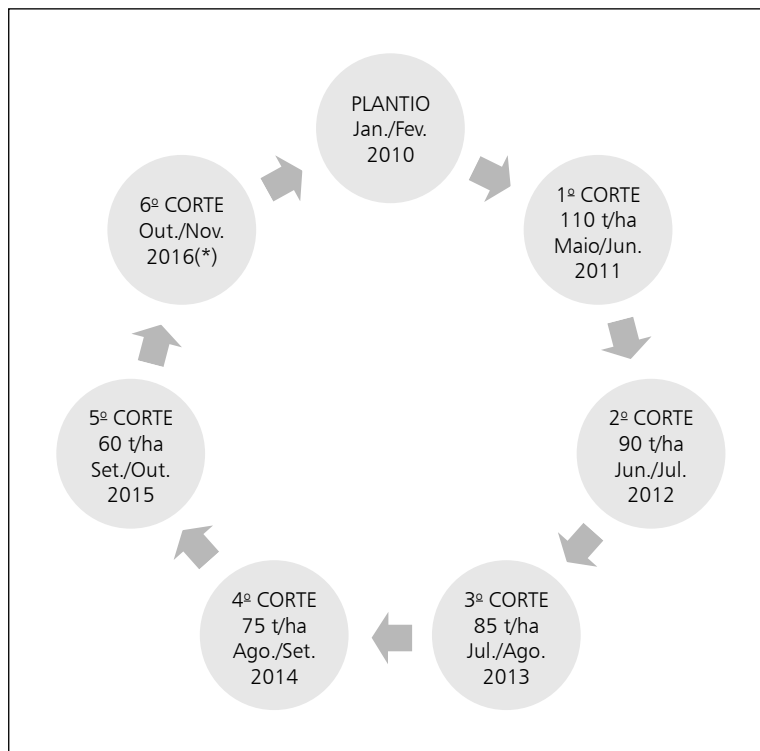 PLANTIO
Jan./Fev.
2010
1º CORTE
110 t/ha
Maio/Jun.
2011
2º CORTE
90 t/ha
Jun./Jul.
2012
3º CORTE
85 t/ha
Jul./Ago.
2013
4º CORTE
75 t/ha
Ago./Set.
2014
5º CORTE
60 t/ha
Set./Out.
2015
6º CORTE
Out./Nov.
2016(*)